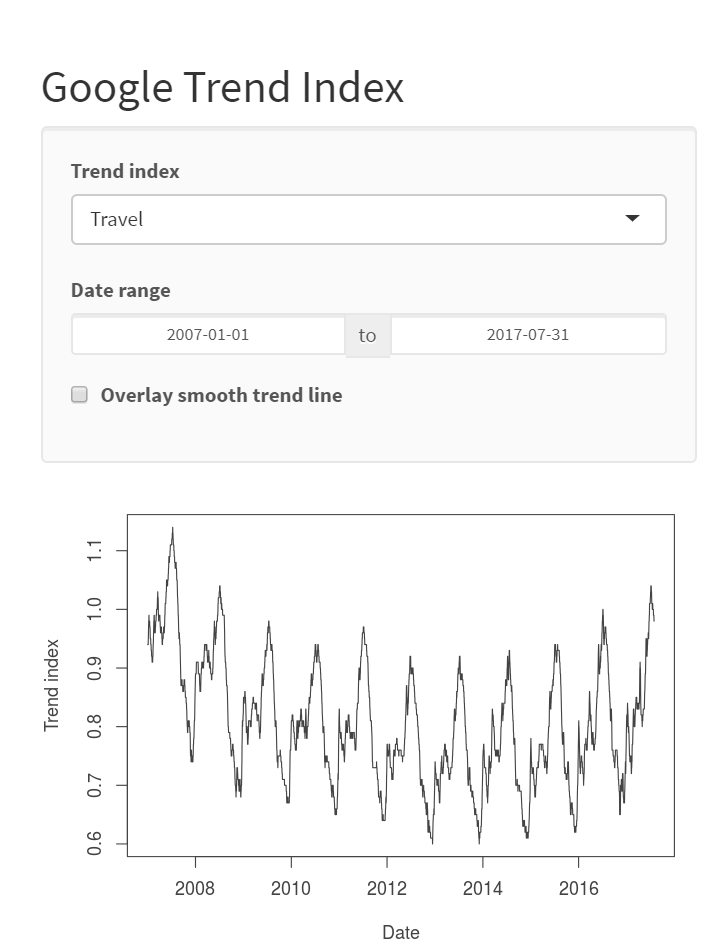 Google Trend Index
Trend index
Travel
Date range
2007-01-01 to 2017-07-31
Overlay smooth trend line
1.1
1.0
0.9
0.8
0.7
0.6
Trend index
2008 2010 2012 2014 2016
Date